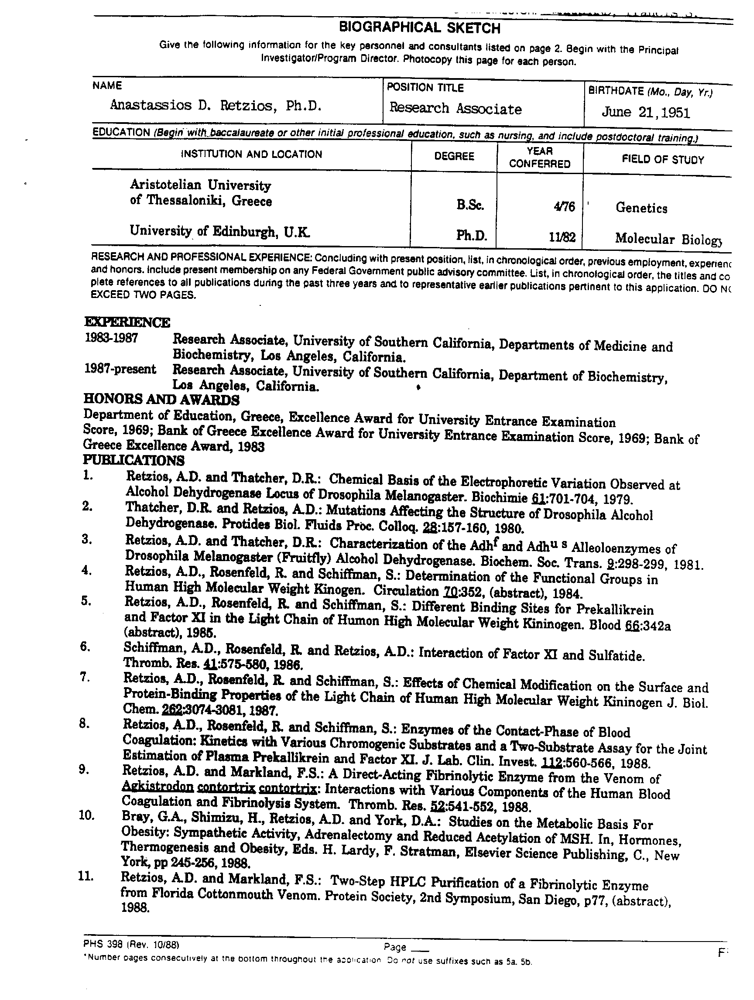 BIOGRAPHICAL SKETCH
Give the following information for the key personnel and consultants listed on page 2. Begin with the Principal
Investigator/Program Director. Photocopy this page for each person.
NAME
POSITION TITLE
BIRTHDATE (Mo., Day, Yr.)
Anastassios D. Retzios, Ph.D.
Research Associate
June 21, 1951
EDUCATION (Begin with baccalaureate or other initial professional education, such as nursing, and include postdoctoral training.)
INSTITUTION AND LOCATION
DEGREE
YEAR CONFERRED
FIELD OF STUDY
Aristotelian University
of Thessaloniki, Greece
B.Sc.
4/76
Genetics
University of Edinburgh, U.K.
Ph.D.
11/82
Molecular Biology
RESEARCH AND PROFESSIONAL EXPERIENCE: Concluding with present position, list, in chronological order, previous employment, experienc
and honors. Include present membership on any Federal Government public advisory committee. List, in chronological order, the titles and co
plete references to all publications during the past three years and to representative earlier publications pertinent to this application. DO NO
EXCEED TWO PAGES.
EXPERIENCE
1983-1987 Research Associate, University of Southern California, Departments of Medicine and
Biochemistry, Los Angeles, California.
1987-present Research Associate, University of Southern California, Department of Biochemistry,
Los Angeles, California.
HONORS AND AWARDS
Department of Education, Greece, Excellence Award for University Entrance Examination
Score, 1969; Bank of Greece Excellence Award for University Entrance Examination Score, 1969; Bank of
Greece Excellence Award, 1983
PUBLICATIONS
1. Retzios, A.D. and Thatcher, D.R.: Chemical Basis of the Electrophoretic Variation Observed at
Alcohol Dehydrogenase Locus of Drosophila Melanogaster. Biochimie 61:701-704, 1979.
2. Thatcher, D.R. and Retzios, A.D.: Mutations Affecting the Structure of Drosophila Alcohol
Dehydrogenase. Protides Biol. Fluids Proc. Colloq. 28:157-160, 1980.
3. Retzios, A.D. and Thatcher, D.R.: Characterization of the Adhf and Adhu s Alleloenzymes of
Drosophila Melanogaster (Fruitfly) Alcohol Dehydrogenase. Biochem. Soc. Trans. 9:298-299, 1981.
4. Retzios, A.D., Rosenfeld, R. and Schiffman, S.: Determination of the Functional Groups in
Human High Molecular Weight Kinogen. Circulation 70:352, (abstract), 1984.
5. Retzios, A.D., Rosenfeld, R. and Schiffman, S.: Different Binding Sites for Prekallikrein
and Factor XI in the Light Chain of Humon High Molecular Weight Kininogen. Blood 66:342a
(abstract), 1985.
6. Schiffman, A.D., Rosenfeld, R. and Retzios, A.D.: Interaction of Factor XI and Sulfatide.
Thromb. Res. 41:575-580, 1986.
7. Retzios, A.D., Rosenfeld, R. and Schiffman, S.: Effects of Chemical Modification on the Surface and
Protein-Binding Properties of the Light Chain of Human High Molecular Weight Kininogen J. Biol.
Chem. 262:3074-3081, 1987.
8. Retzios, A.D., Rosenfeld, R. and Schiffman, S.: Enzymes of the Contact-Phase of Blood
Coagulation: Kinetics with Various Chromogenic Substrates and a Two-Substrate Assay for the Joint
Estimation of Plasma Prekallikrein and Factor XI. J. Lab. Clin. Invest. 112:560-566, 1988.
9. Retzios, A.D. and Markland, F.S.: A Direct-Acting Fibrinolytic Enzyme from the Venom of
Agkistrodon contortrix contortrix: Interactions with Various Components of the Human Blood
Coagulation and Fibrinolysis System. Thromb. Res. 52:541-552, 1988.
10. Bray, G.A., Shimizu, H., Retzios, A.D. and York, D.A.: Studies on the Metabolic Basis For
Obesity: Sympathetic Activity, Adrenalectomy and Reduced Acetylation of MSH. In, Hormones,
Thermogenesis and Obesity, Eds. H. Lardy, F. Stratman, Elsevier Science Publishing, C., New
York, pp 245-256, 1988.
11. Retzios, A.D. and Markland, F.S.: Two-Step HPLC Purification of a Fibrinolytic Enzyme
from Florida Cottonmouth Venom. Protein Society, 2nd Symposium, San Diego, p77, (abstract),
1988.
PHS 398 (Rev. 10/88)
Page ___
F
*Number pages consecutively at the bottom throughout the application. Do not use suffixes such as 5a, 5b.